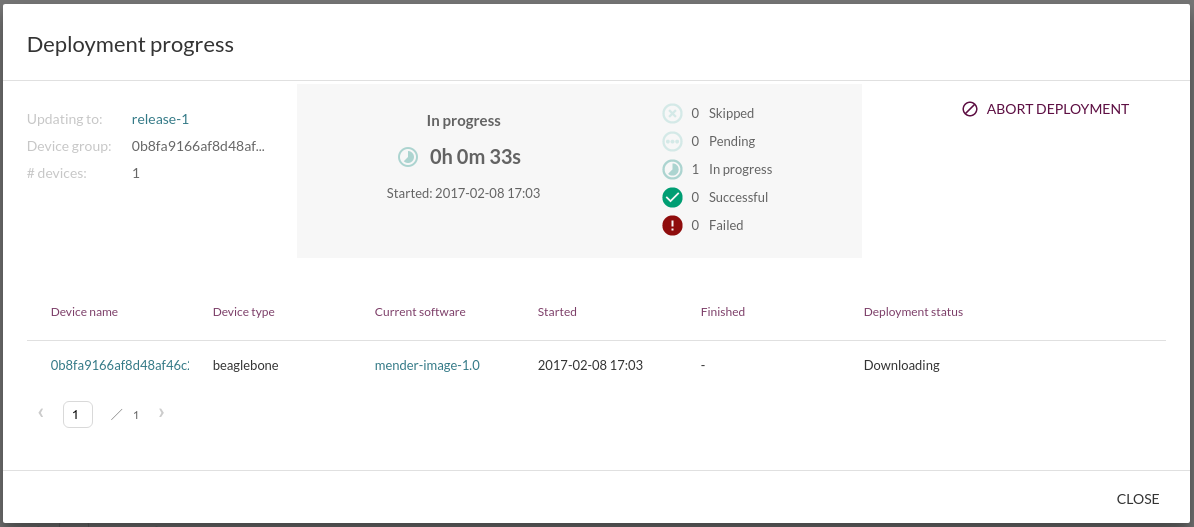 Deployment progress
Updating to: release-1
Device group: 0b8fa9166af8d48af...
# devices: 1
In progress
0h 0m 33s
Started: 2017-02-08 17:03
0 Skipped
0 Pending
1 In progress
0 Successful
0 Failed
ABORT DEPLOYMENT
Device name Device type Current software Started Finished Deployment status
0b8fa9166af8d48af46c: beaglebone mender-image-1.0 2017-02-08 17:03 - Downloading
‹ 1 / 1 ›
CLOSE